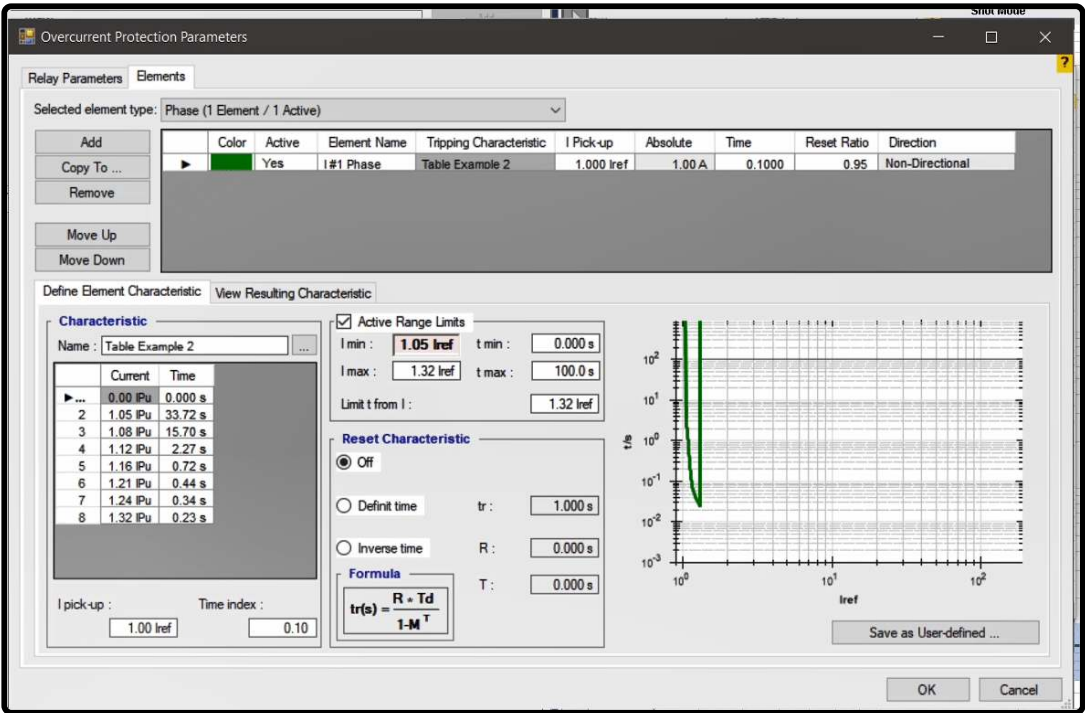 Shot Mode
Overcurrent Protection Parameters
?
Relay Parameters Elements
Selected element type: Phase (1 Element / 1 Active)
Add
Copy To ...
Remove
Move Up
Move Down
Color Active Element Name Tripping Characteristic I Pick-up Absolute Time Reset Ratio Direction
Yes I#1 Phase Table Example 2 1.000 Iref 1.00 A 0.1000 0.95 Non-Directional
Define Element Characteristic View Resulting Characteristic
Characteristic
Name : Table Example 2 ...
Current Time
... 0.00 IPu 0.000 s
2 1.05 IPu 33.72 s
3 1.08 IPu 15.70 s
4 1.12 IPu 2.27 s
5 1.16 IPu 0.72 s
6 1.21 IPu 0.44 s
7 1.24 IPu 0.34 s
8 1.32 IPu 0.23 s
I pick-up : Time index :
1.00 Iref 0.10
Active Range Limits
I min : 1.05 Iref t min : 0.000 s
I max : 1.32 Iref t max : 100.0 s
Limit t from I : 1.32 Iref
Reset Characteristic
Off
Definit time tr : 1.000 s
Inverse time R : 0.000 s
Formula
T : 0.000 s
tr(s) = R * Td / 1-M^T
t/s
10^2
10^1
10^0
10^-1
10^-2
10^-3
10^0 10^1 10^2
Iref
Save as User-defined ...
OK Cancel